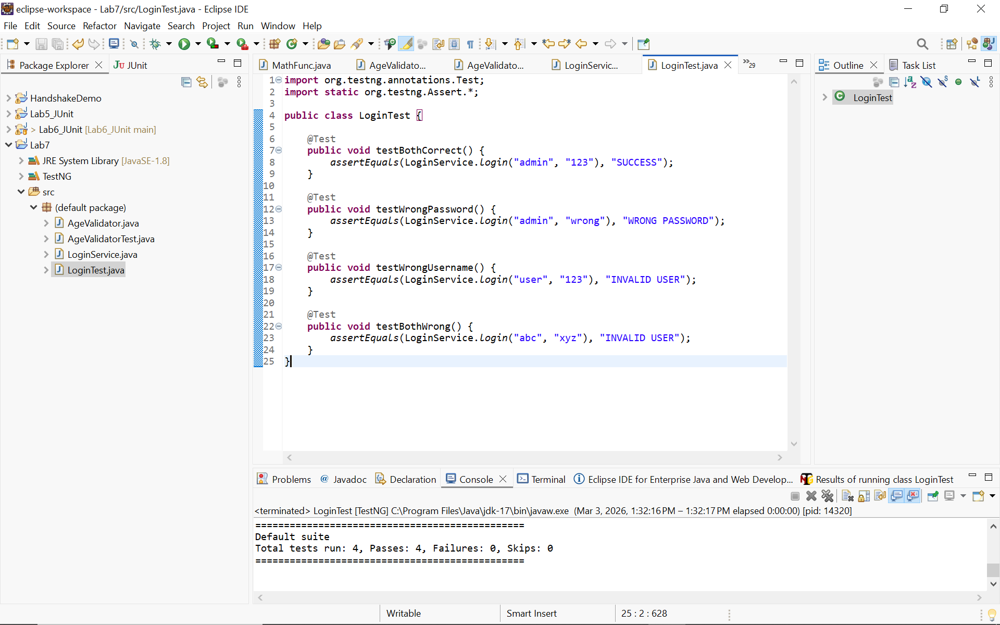 eclipse-workspace - Lab7/src/LoginTest.java - Eclipse IDE
File Edit Source Refactor Navigate Search Project Run Window Help
Package Explorer
JUnit
HandshakeDemo
Lab5_JUnit
> Lab6_JUnit [Lab6_JUnit main]
Lab7
JRE System Library [JavaSE-1.8]
TestNG
src
(default package)
AgeValidator.java
AgeValidatorTest.java
LoginService.java
LoginTest.java
MathFunc.java AgeValidato... AgeValidato... LoginServic... LoginTest.java »29
1 import org.testng.annotations.Test;
2 import static org.testng.Assert.*;
3
4 public class LoginTest {
5
6     @Test
7     public void testBothCorrect() {
8         assertEquals(LoginService.login("admin", "123"), "SUCCESS");
9     }
10
11     @Test
12     public void testWrongPassword() {
13         assertEquals(LoginService.login("admin", "wrong"), "WRONG PASSWORD");
14     }
15
16     @Test
17     public void testWrongUsername() {
18         assertEquals(LoginService.login("user", "123"), "INVALID USER");
19     }
20
21     @Test
22     public void testBothWrong() {
23         assertEquals(LoginService.login("abc", "xyz"), "INVALID USER");
24     }
25 }
Outline Task List
LoginTest
Problems @ Javadoc Declaration Console Terminal Eclipse IDE for Enterprise Java and Web Develop... Results of running class LoginTest
<terminated> LoginTest [TestNG] C:\Program Files\Java\jdk-17\bin\javaw.exe (Mar 3, 2026, 1:32:16 PM – 1:32:17 PM elapsed 0:00:00) [pid: 14320]
===============================================
Default suite
Total tests run: 4, Passes: 4, Failures: 0, Skips: 0
===============================================
Writable Smart Insert 25 : 2 : 628